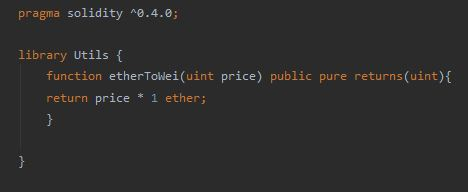 pragma solidity ^0.4.0;
library Utils {
function etherToWei(uint price) public pure returns(uint){
return price * 1 ether;
}
}